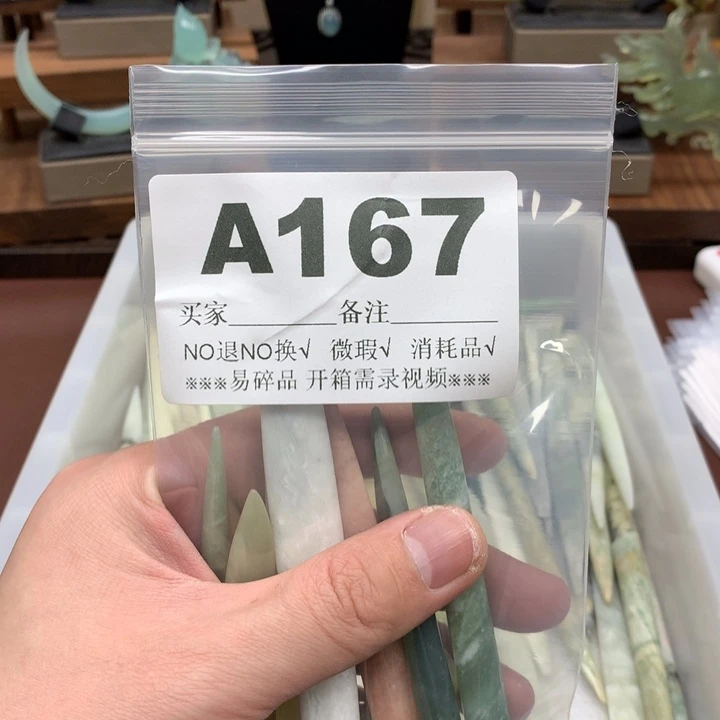 A167
买家________备注________
NO退NO换√ 微瑕√ 消耗品√
※※※易碎品 开箱需录视频※※※